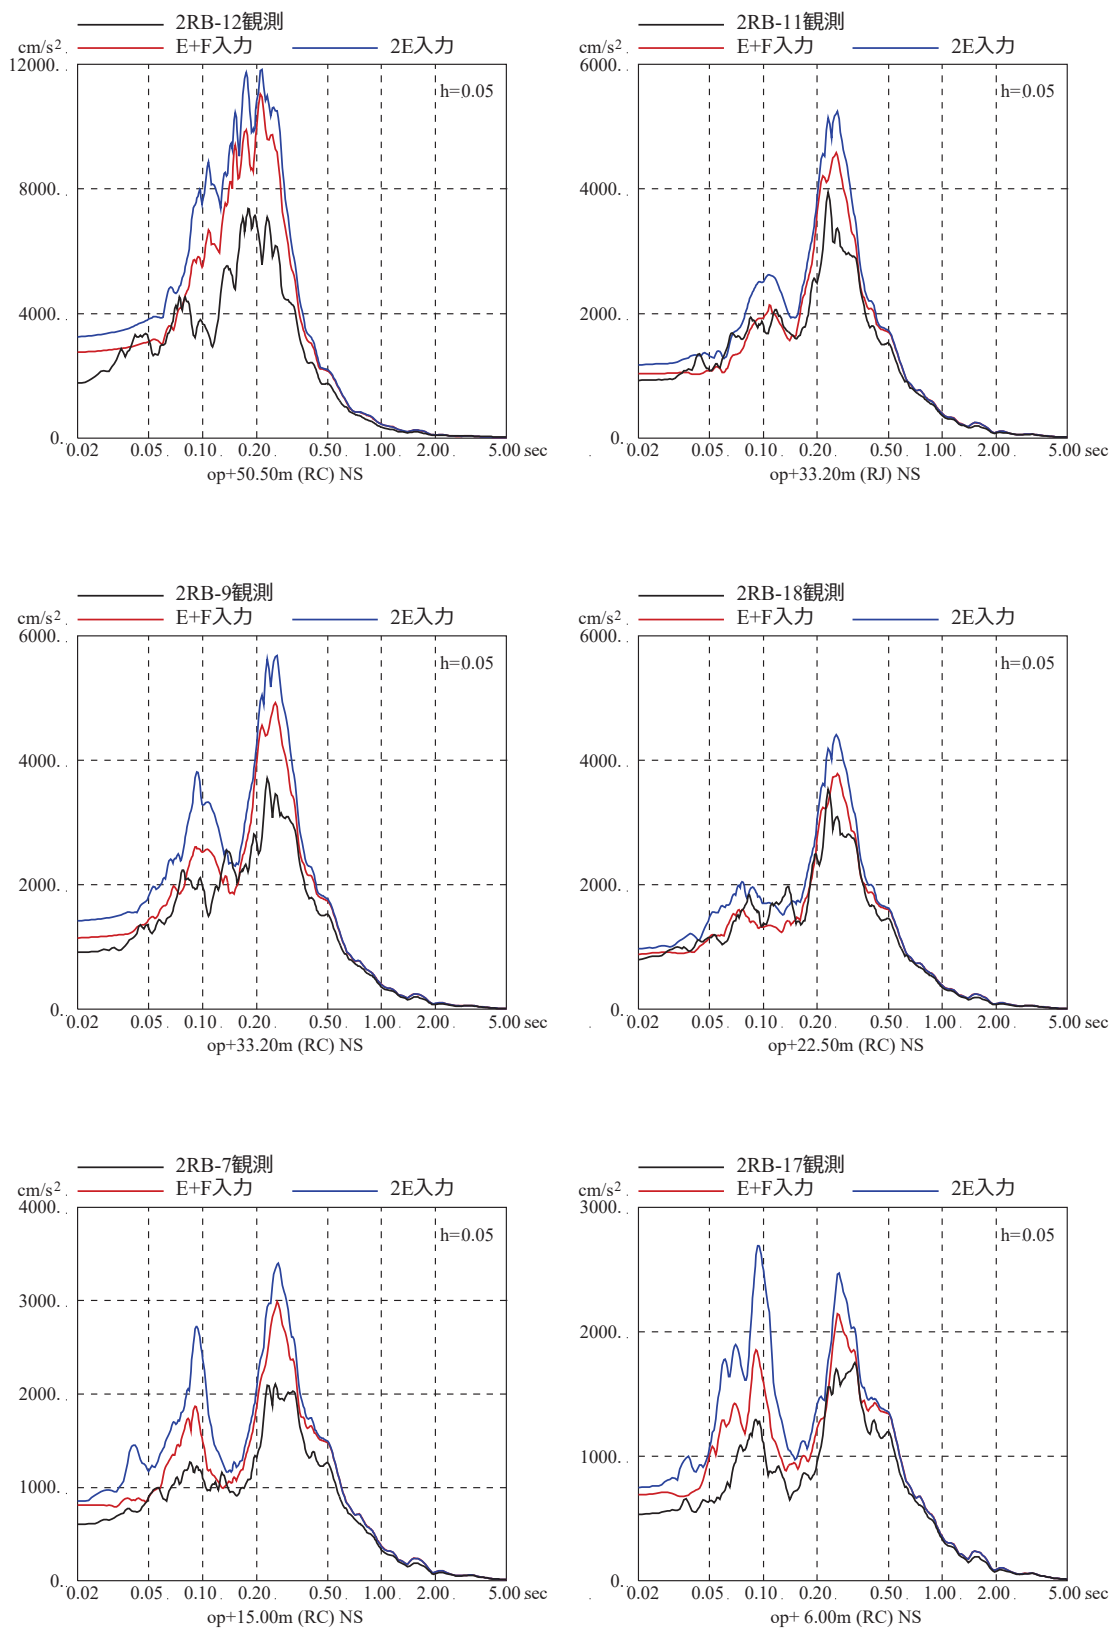 2RB-12観測
cm/s² E+F入力 2E入力
12000.
h=0.05
8000.
4000.
0.
0.02 0.05 0.10 0.20 0.50 1.00 2.00 5.00 sec
op+50.50m (RC) NS
2RB-11観測
cm/s² E+F入力 2E入力
6000.
h=0.05
4000.
2000.
0.
0.02 0.05 0.10 0.20 0.50 1.00 2.00 5.00 sec
op+33.20m (RJ) NS
2RB-9観測
cm/s² E+F入力 2E入力
6000.
h=0.05
4000.
2000.
0.
0.02 0.05 0.10 0.20 0.50 1.00 2.00 5.00 sec
op+33.20m (RC) NS
2RB-18観測
cm/s² E+F入力 2E入力
6000.
h=0.05
4000.
2000.
0.
0.02 0.05 0.10 0.20 0.50 1.00 2.00 5.00 sec
op+22.50m (RC) NS
2RB-7観測
cm/s² E+F入力 2E入力
4000.
h=0.05
3000.
2000.
1000.
0.
0.02 0.05 0.10 0.20 0.50 1.00 2.00 5.00 sec
op+15.00m (RC) NS
2RB-17観測
cm/s² E+F入力 2E入力
3000.
h=0.05
2000.
1000.
0.
0.02 0.05 0.10 0.20 0.50 1.00 2.00 5.00 sec
op+ 6.00m (RC) NS